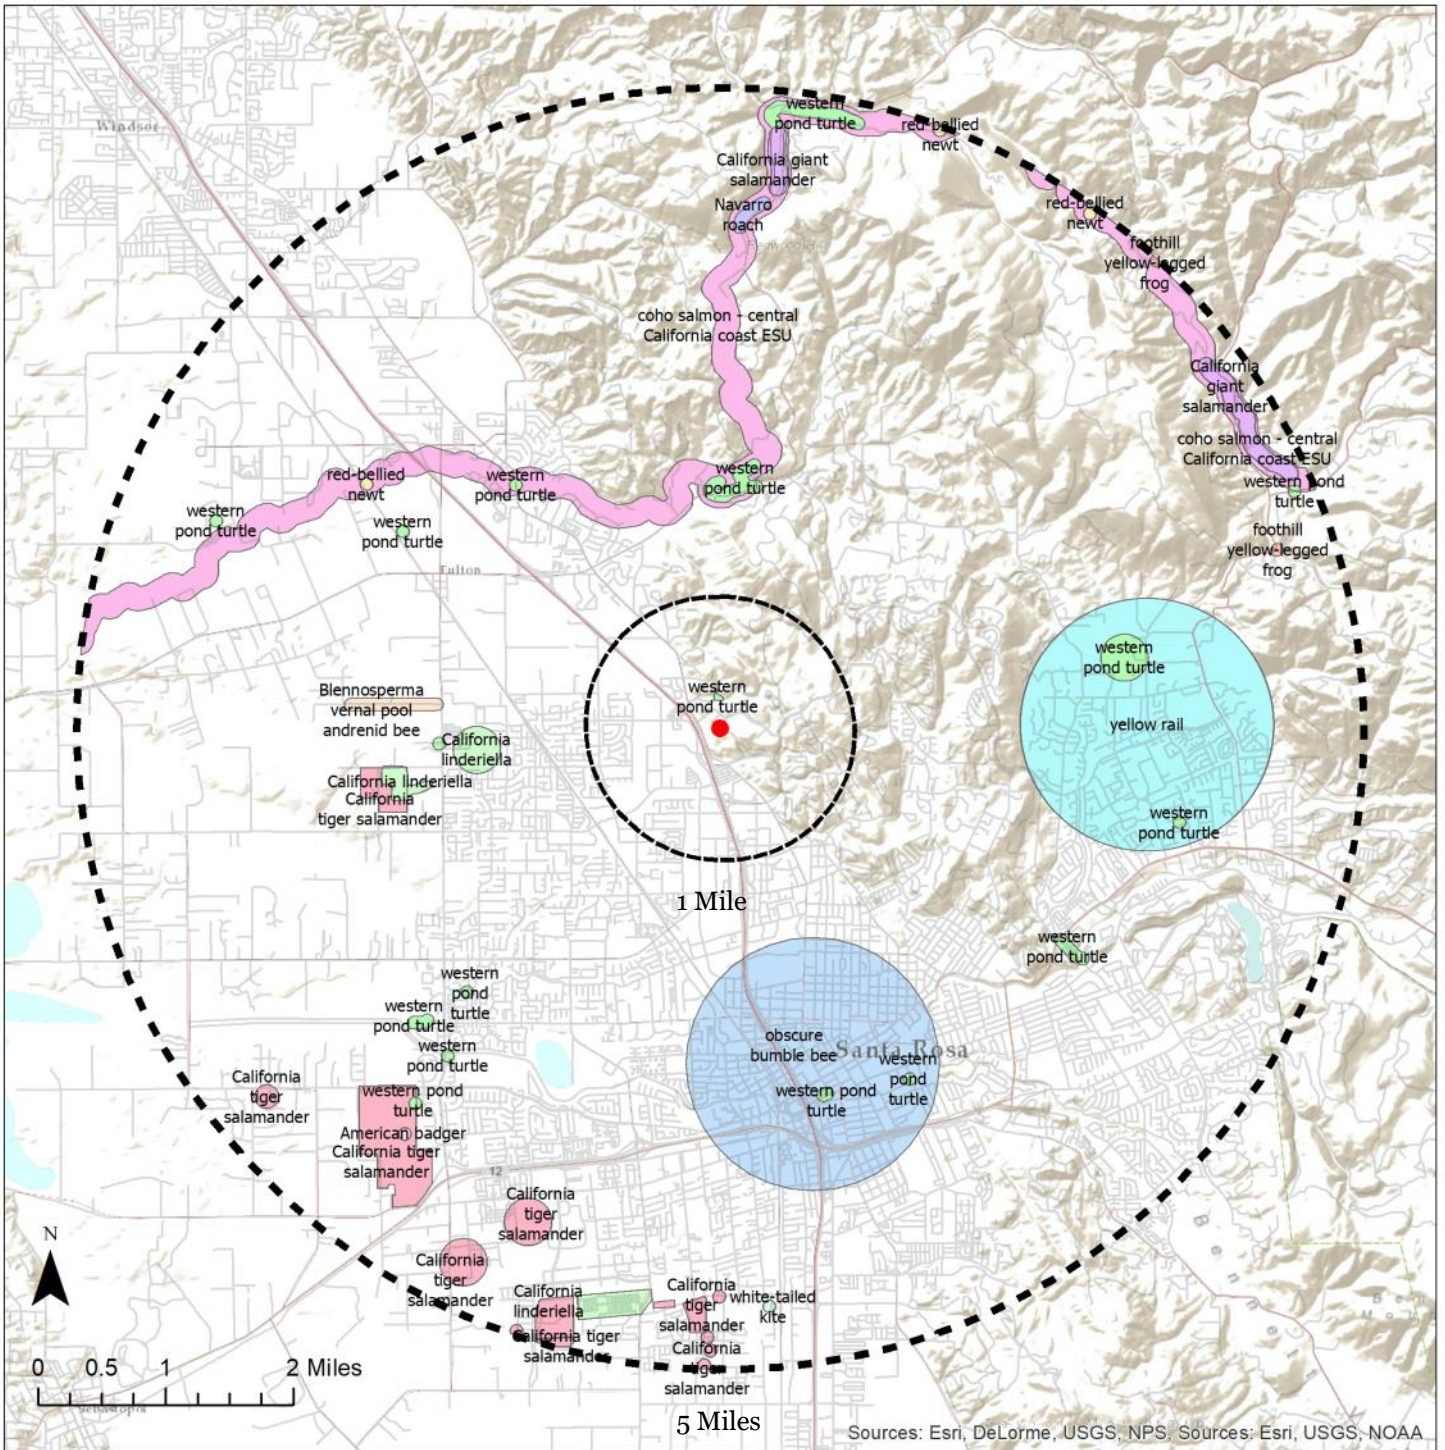 Windsor
western
pond turtle
red-bellied
newt
California giant
salamander
Navarro
roach
red-bellied
newt
foothill
yellow-legged
frog
coho salmon - central
California coast ESU
California
giant
salamander
coho salmon - central
California coast ESU
western pond
turtle
foothill
yellow-legged
frog
red-bellied
newt
western
pond turtle
western
pond turtle
western
pond turtle
western
pond turtle
Fulton
western
pond turtle
yellow rail
western
pond turtle
western
pond turtle
Blennosperma
vernal pool
andrenid bee
California
linderiella
California linderiella
California
tiger salamander
1 Mile
western
pond turtle
western
pond
turtle
western
pond turtle
western
pond turtle
obscure
bumble bee
Santa Rosa
western
pond
turtle
western pond
turtle
California
tiger
salamander
western pond
turtle
American badger
California tiger
salamander
12
California
tiger
salamander
California
tiger
salamander
California
linderiella
California tiger
salamander
California
tiger
salamander
white-tailed
kite
California
tiger
salamander
N
0 0.5 1 2 Miles
5 Miles
Sources: Esri, DeLorme, USGS, NPS, Sources: Esri, USGS, NOAA